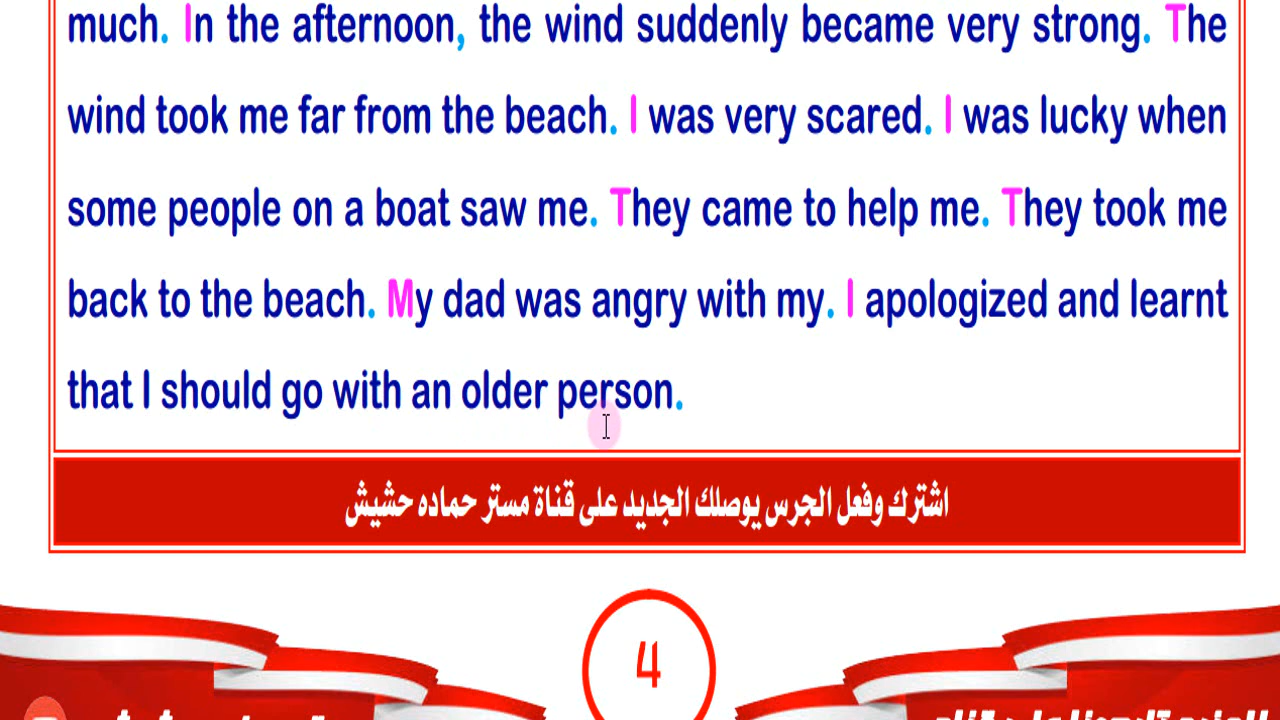 much. In the afternoon, the wind suddenly became very strong. The
wind took me far from the beach. I was very scared. I was lucky when
some people on a boat saw me. They came to help me. They took me
back to the beach. My dad was angry with my. I apologized and learnt
that I should go with an older person.
اشترك وفعل الجرس يوصلك الجديد على قناة مستر حماده حشيش
4